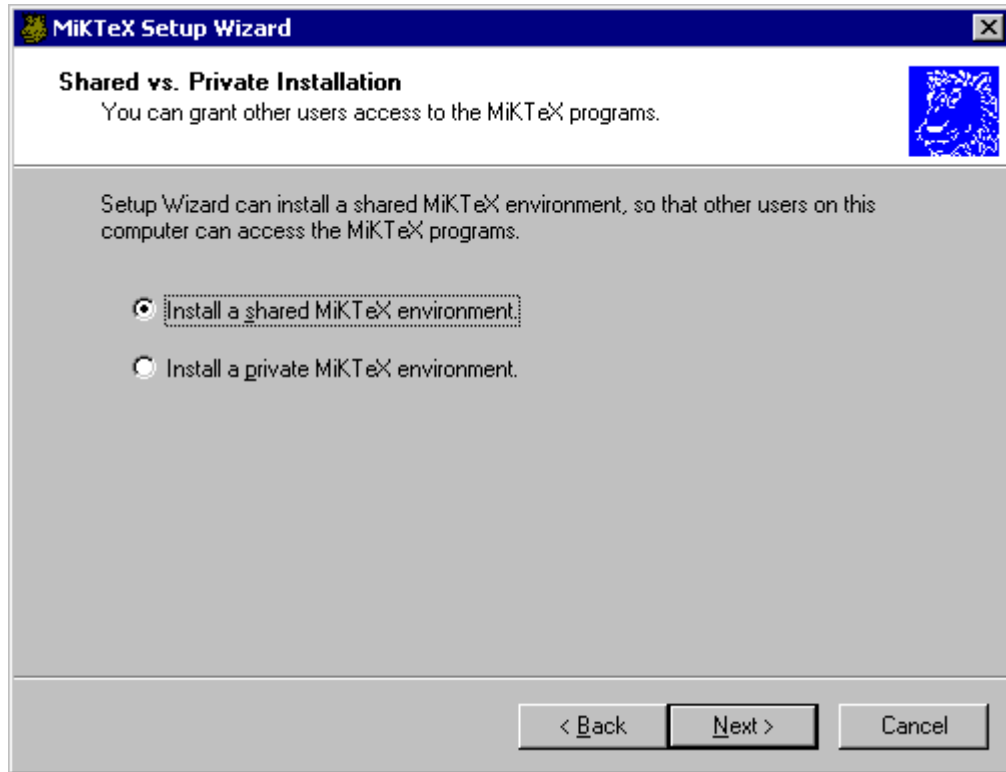 MiKTeX Setup Wizard
Shared vs. Private Installation
You can grant other users access to the MiKTeX programs.
Setup Wizard can install a shared MiKTeX environment, so that other users on this
computer can access the MiKTeX programs.
Install a shared MiKTeX environment.
Install a private MiKTeX environment.
< Back Next > Cancel